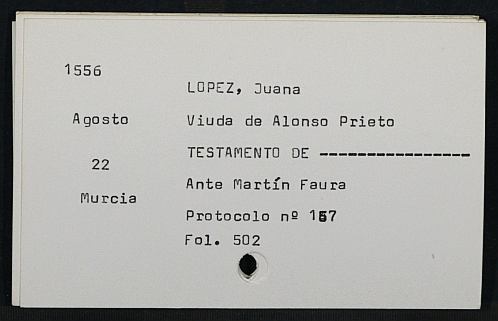 1556
LOPEZ, Juana
Agosto
Viuda de Alonso Prieto
22
TESTAMENTO DE ----------------
Murcia
Ante Martín Faura
Protocolo nº
Fol. 502